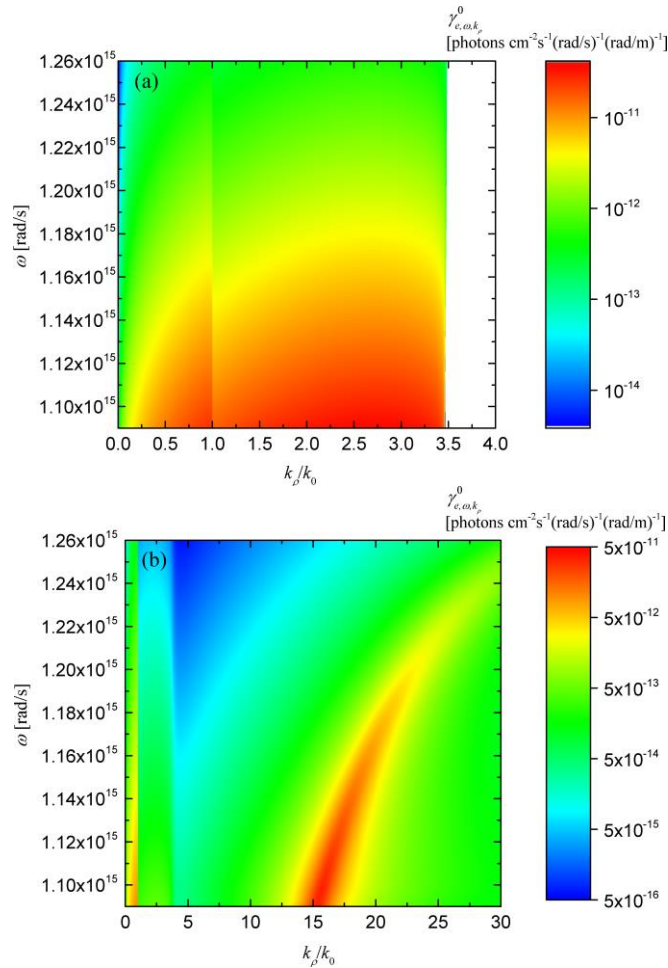 γ⁰ₑ,ω,kρ
[photons cm⁻²s⁻¹(rad/s)⁻¹(rad/m)⁻¹]
(a)
1.26x10¹⁵
1.24x10¹⁵
1.22x10¹⁵
1.20x10¹⁵
1.18x10¹⁵
1.16x10¹⁵
1.14x10¹⁵
1.12x10¹⁵
1.10x10¹⁵
ω [rad/s]
0.0 0.5 1.0 1.5 2.0 2.5 3.0 3.5 4.0
kρ/k₀
10⁻¹¹
10⁻¹²
10⁻¹³
10⁻¹⁴
γ⁰ₑ,ω,kρ
[photons cm⁻²s⁻¹(rad/s)⁻¹(rad/m)⁻¹]
(b)
1.26x10¹⁵
1.24x10¹⁵
1.22x10¹⁵
1.20x10¹⁵
1.18x10¹⁵
1.16x10¹⁵
1.14x10¹⁵
1.12x10¹⁵
1.10x10¹⁵
ω [rad/s]
0 5 10 15 20 25 30
kρ/k₀
5x10⁻¹¹
5x10⁻¹²
5x10⁻¹³
5x10⁻¹⁴
5x10⁻¹⁵
5x10⁻¹⁶